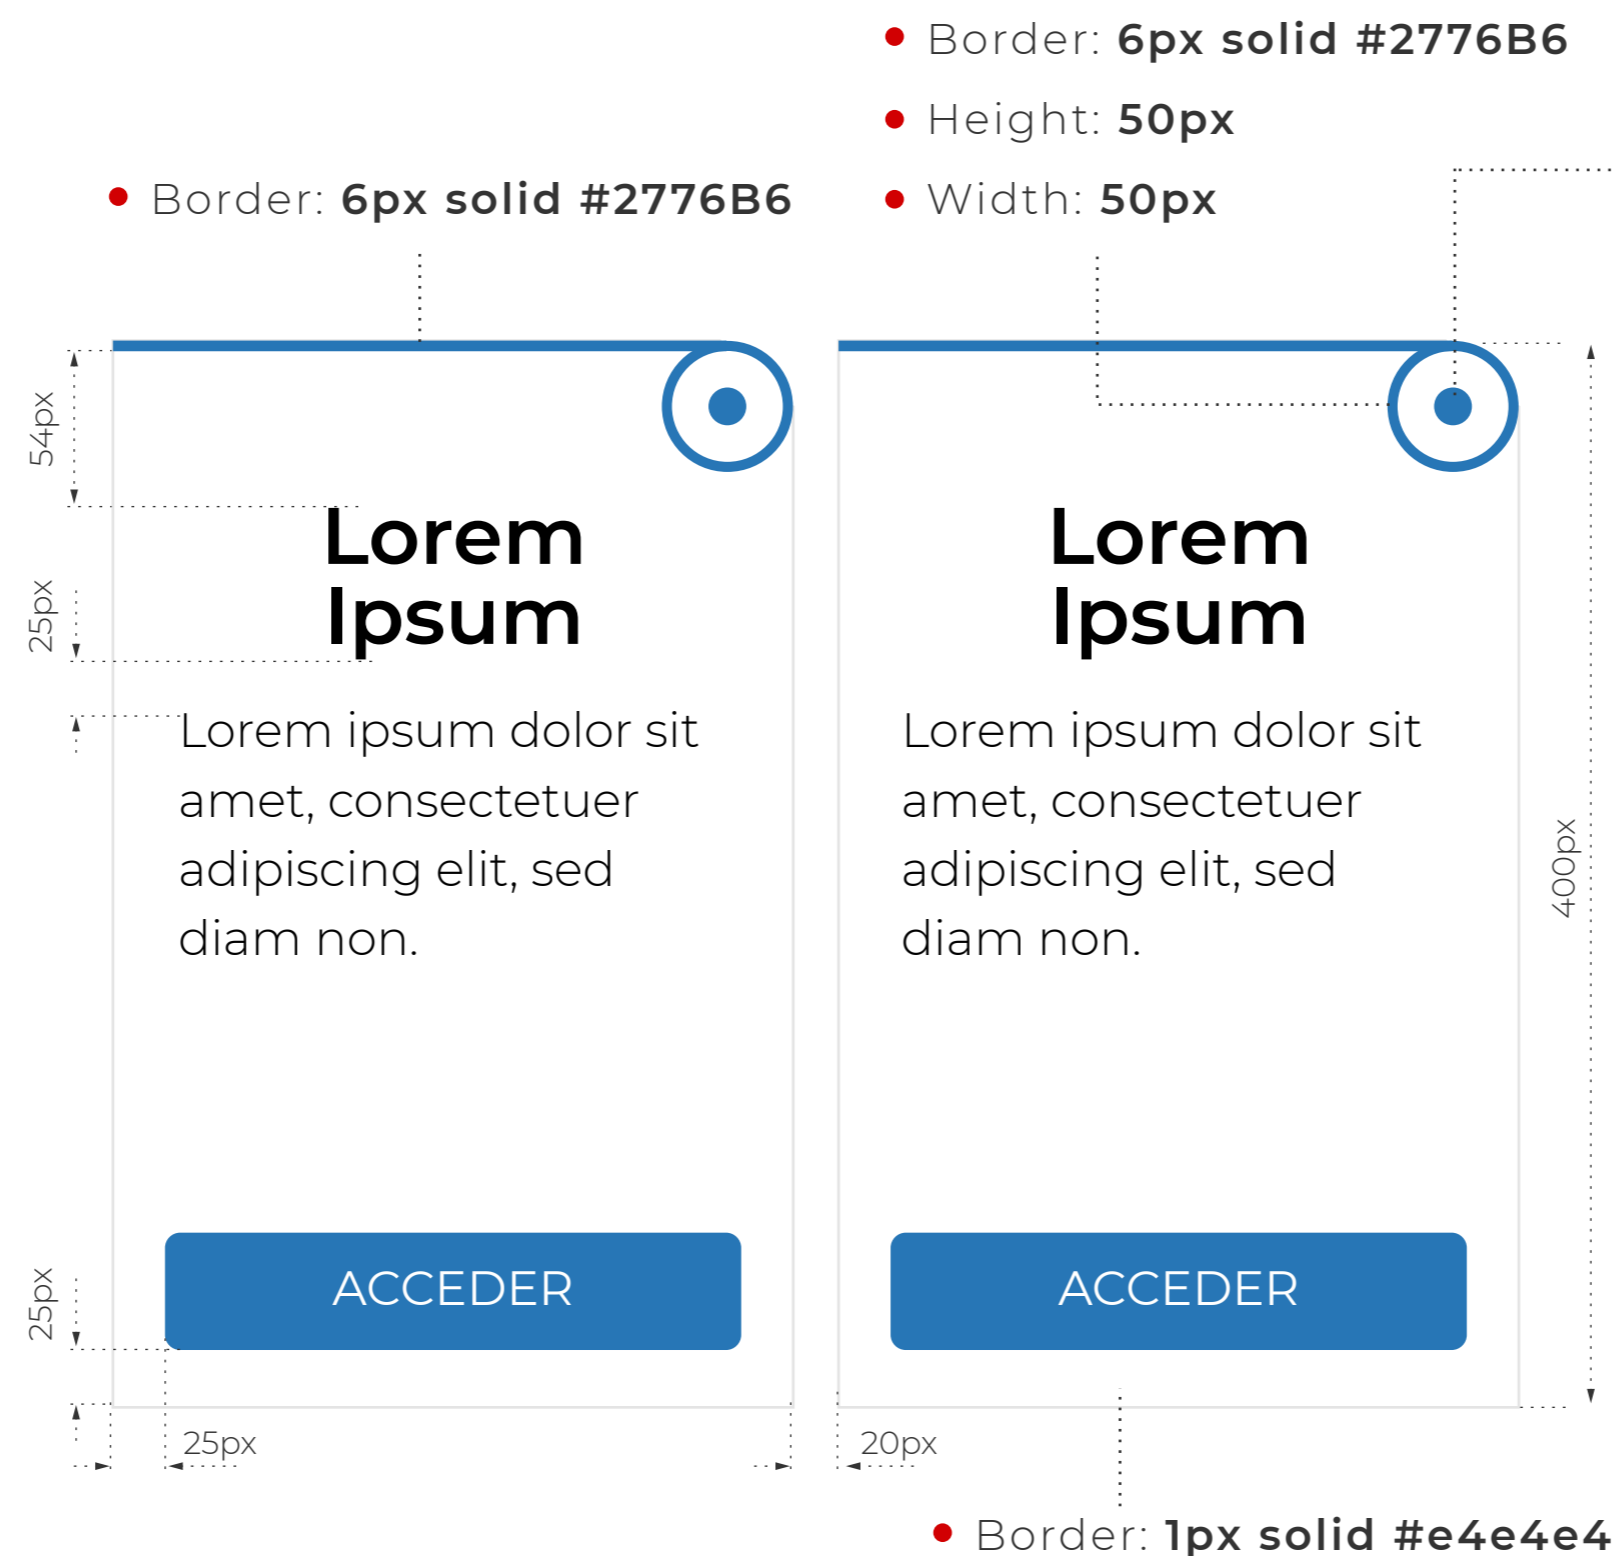 Border: 6px solid #2776B6
Height: 50px
Width: 50px
Border: 6px solid #2776B6
54px
25px
Lorem
Ipsum
Lorem ipsum dolor sit
amet, consectetuer
adipiscing elit, sed
diam non.
ACCEDER
25px
25px
Lorem
Ipsum
Lorem ipsum dolor sit
amet, consectetuer
adipiscing elit, sed
diam non.
ACCEDER
400px
20px
Border: 1px solid #e4e4e4